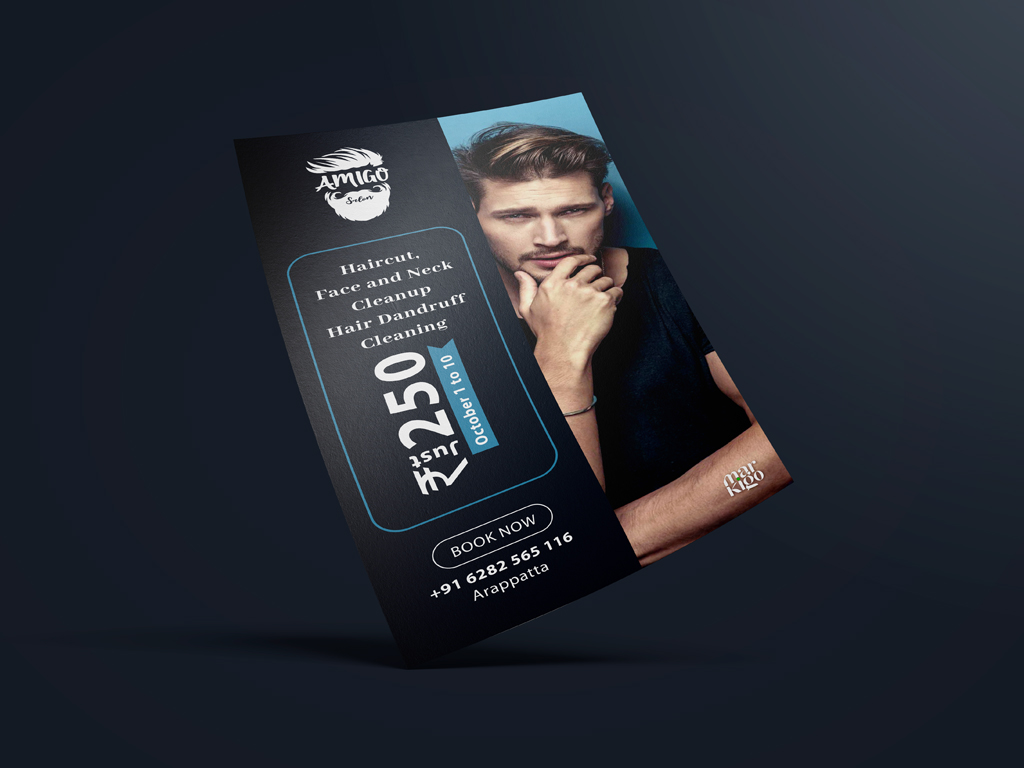 AMIGO
Salon
Haircut,
Face and Neck
Cleanup
Hair Dandruff
Cleaning
Just
₹250
October 1 to 10
BOOK NOW
+91 6282 565 116
Arappatta
mar
kigo